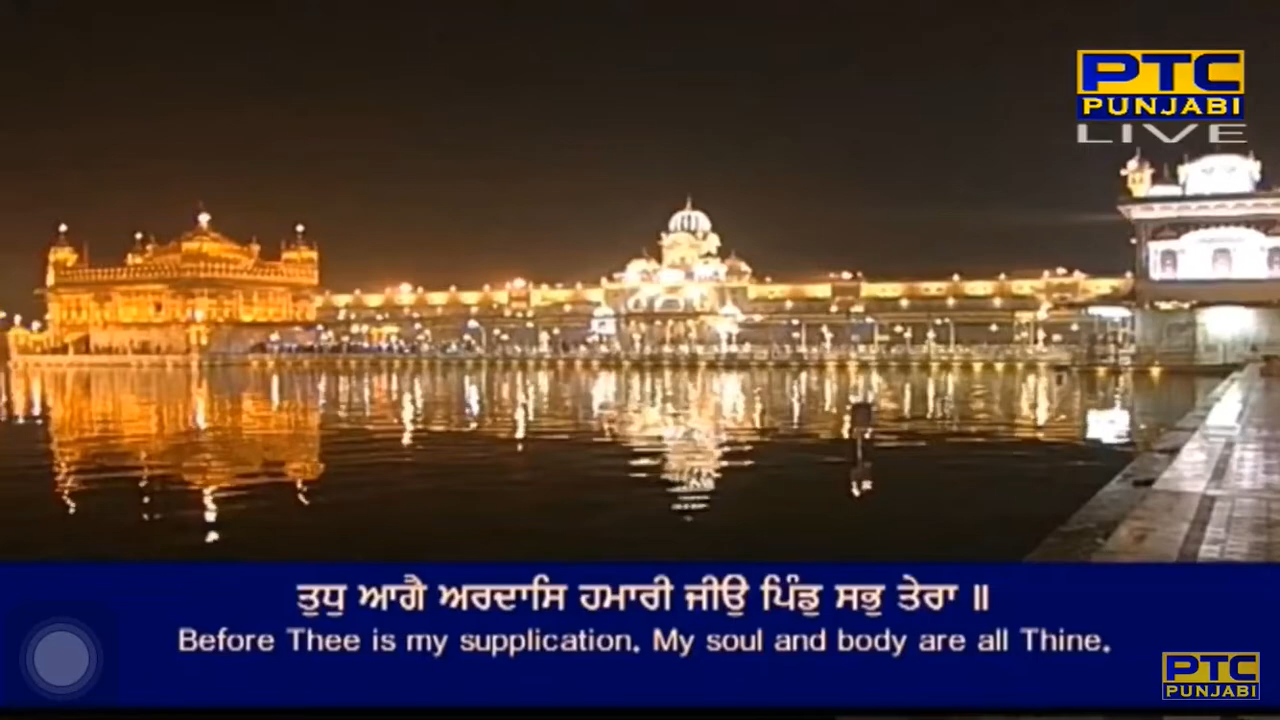 PTC
PUNJABI
LIVE
ਤੁਧੁ ਆਗੈ ਅਰਦਾਸਿ ਹਮਾਰੀ ਜੀਉ ਪਿੰਡੁ ਸਭੁ ਤੇਰਾ ॥
Before Thee is my supplication. My soul and body are all Thine.
PTC
PUNJABI